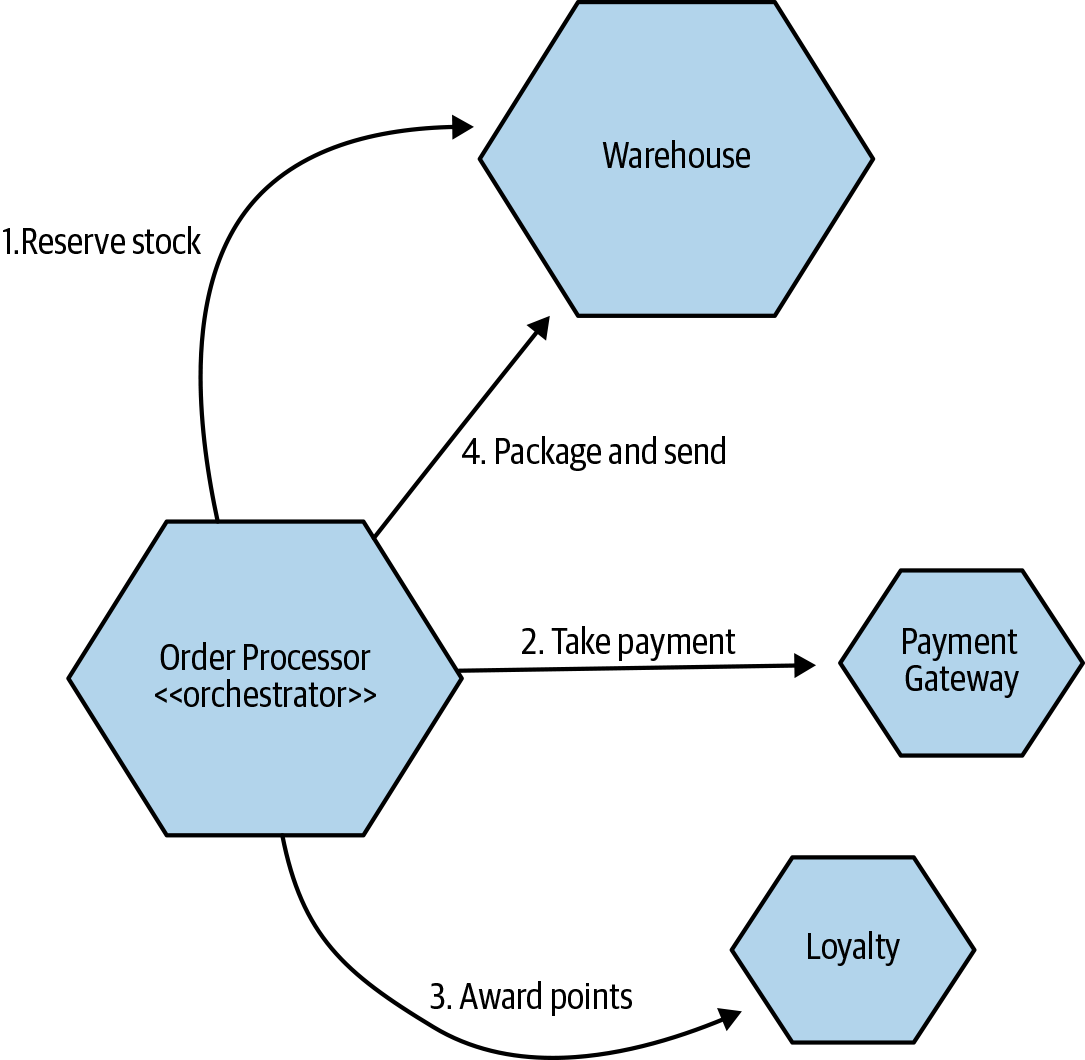 Warehouse
1.Reserve stock
4. Package and send
2. Take payment
Payment
Gateway
Order Processor
<<orchestrator>>
Loyalty
3. Award points